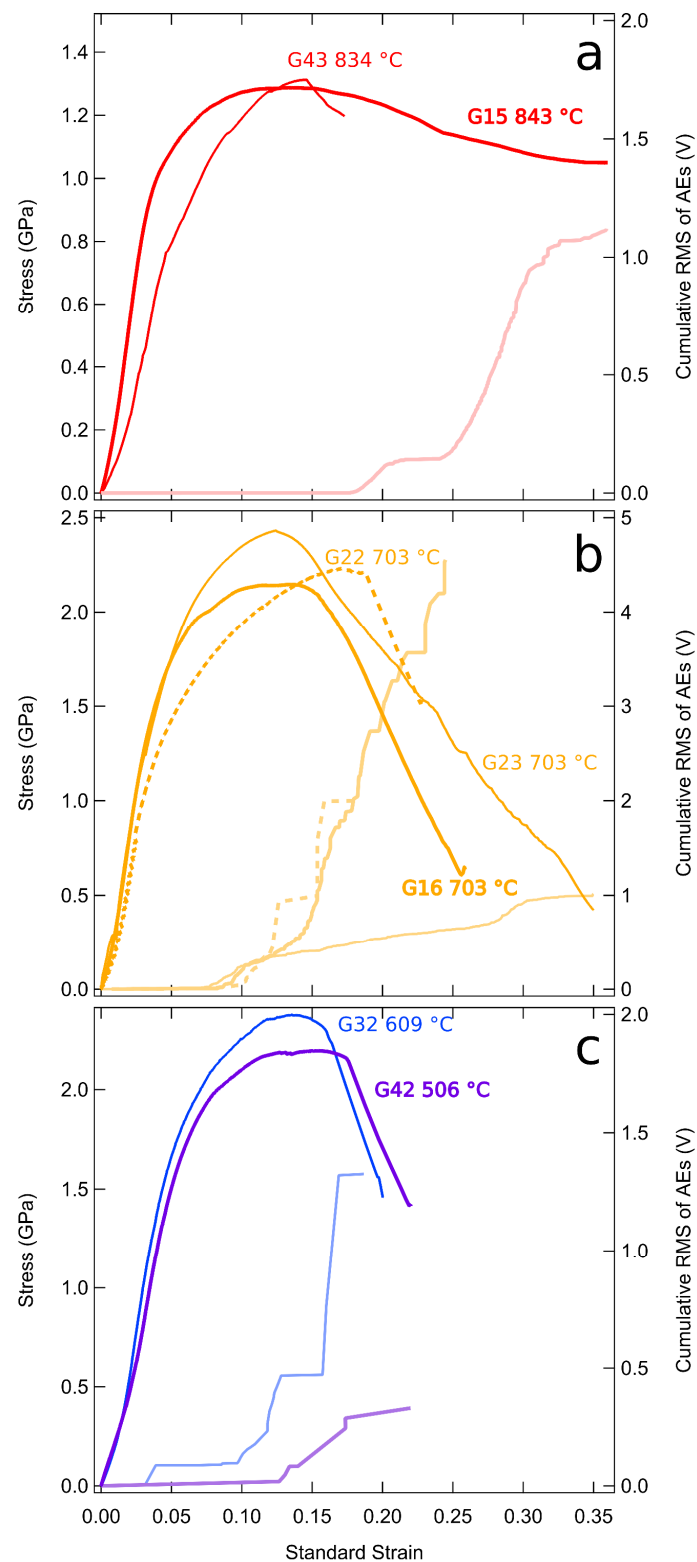 a
G43 834 °C
G15 843 °C
Stress (GPa)
1.4
1.2
1.0
0.8
0.6
0.4
0.2
0.0
Cumulative RMS of AEs (V)
2.0
1.5
1.0
0.5
0.0
b
G22 703 °C
G23 703 °C
G16 703 °C
Stress (GPa)
2.5
2.0
1.5
1.0
0.5
0.0
Cumulative RMS of AEs (V)
5
4
3
2
1
0
c
G32 609 °C
G42 506 °C
Stress (GPa)
2.0
1.5
1.0
0.5
0.0
Cumulative RMS of AEs (V)
2.0
1.5
1.0
0.5
0.0
0.00 0.05 0.10 0.15 0.20 0.25 0.30 0.35
Standard Strain